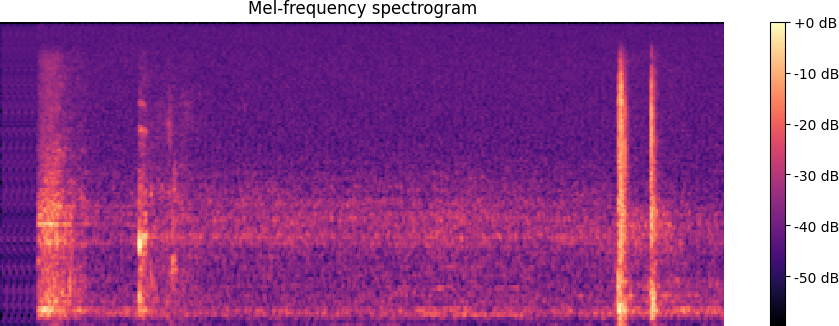 Mel-frequency spectrogram
+0 dB
-10 dB
-20 dB
-30 dB
-40 dB
-50 dB